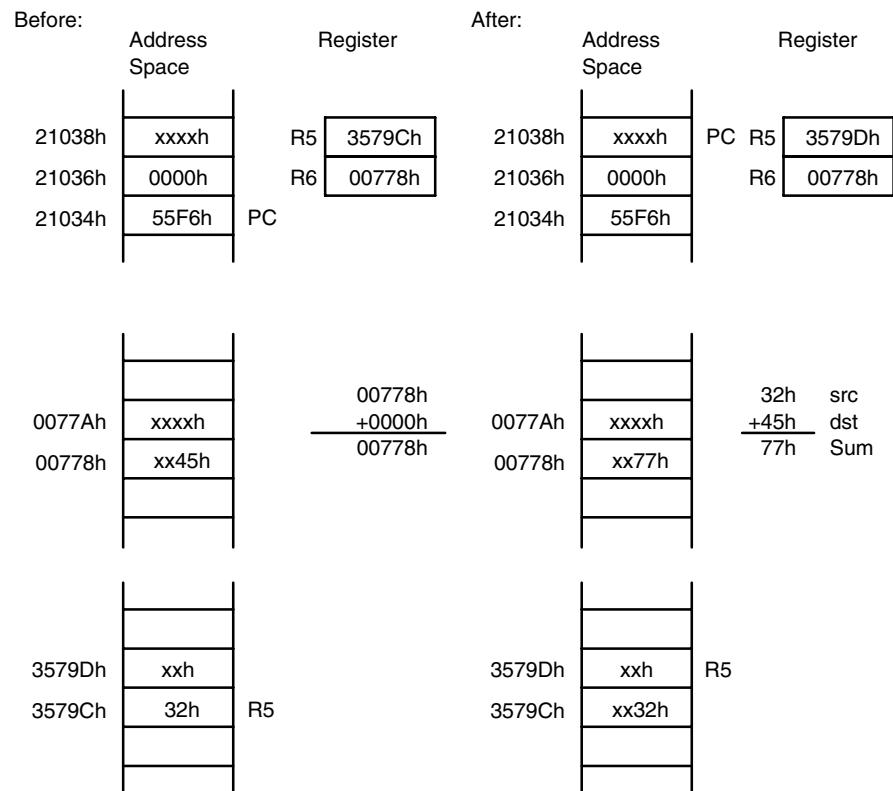 Before:
After:
Address Space
Register
Address Space
Register
21038h xxxxh R5 3579Ch
21038h xxxxh PC R5 3579Dh
21036h 0000h R6 00778h
21036h 0000h R6 00778h
21034h 55F6h PC
21034h 55F6h
00778h
32h src
0077Ah xxxxh +0000h
0077Ah xxxxh +45h dst
00778h xx45h 00778h
00778h xx77h 77h Sum
3579Dh xxh
3579Dh xxh R5
3579Ch 32h R5
3579Ch xx32h